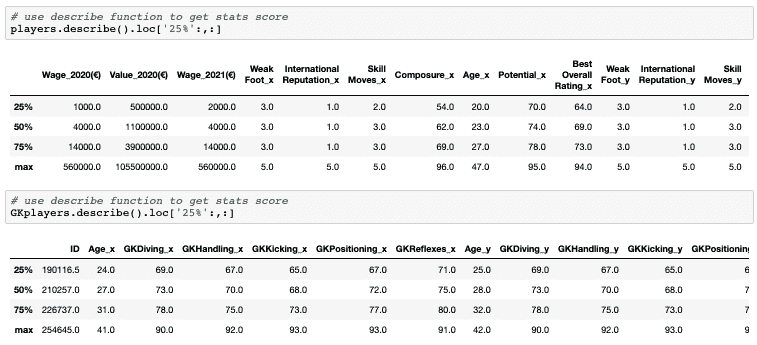 # use describe function to get stats score
players.describe().loc['25%':,:]
Wage_2020(€) Value_2020(€) Wage_2021(€) Weak Foot_x International Reputation_x Skill Moves_x Composure_x Age_x Potential_x Best Overall Rating_x Weak Foot_y International Reputation_y Skill Moves_y
25% 1000.0 500000.0 2000.0 3.0 1.0 2.0 54.0 20.0 70.0 64.0 3.0 1.0 2.0
50% 4000.0 1100000.0 4000.0 3.0 1.0 3.0 62.0 23.0 74.0 69.0 3.0 1.0 3.0
75% 14000.0 3900000.0 14000.0 3.0 1.0 3.0 69.0 27.0 78.0 73.0 3.0 1.0 3.0
max 560000.0 105500000.0 560000.0 5.0 5.0 5.0 96.0 47.0 95.0 94.0 5.0 5.0 5.0
# use describe function to get stats score
GKplayers.describe().loc['25%':,:]
ID Age_x GKDiving_x GKHandling_x GKKicking_x GKPositioning_x GKReflexes_x Age_y GKDiving_y GKHandling_y GKKicking_y GKPositioning
25% 190116.5 24.0 69.0 67.0 65.0 67.0 71.0 25.0 69.0 67.0 65.0 6
50% 210257.0 27.0 73.0 70.0 68.0 72.0 75.0 28.0 73.0 70.0 68.0 7
75% 226737.0 31.0 78.0 75.0 73.0 77.0 80.0 32.0 78.0 75.0 73.0 7
max 254645.0 41.0 90.0 92.0 93.0 93.0 91.0 42.0 90.0 92.0 93.0 9